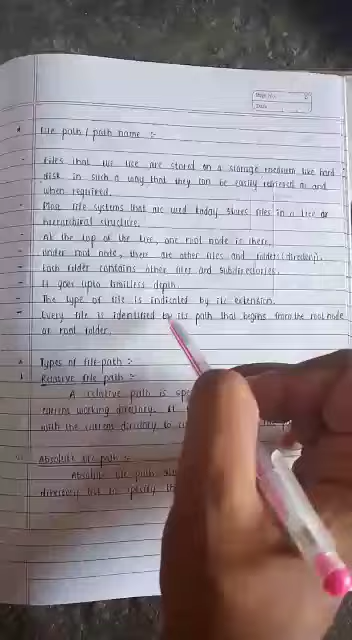 Page No.
Date
File path / path name :-
- Files that we use are stored on a storage medium like hard
disk in such a way that they can be easily retrieved as and
when required.
- Most file systems that are used today stores files in a tree or
hierarchical structure.
- At the top of the tree, one root node is there.
- Under root node, there are other files and folders (directory).
- Each folder contains other files and subdirectories.
- It goes upto limitless depth.
- The type of file is indicated by its extension.
- Every file is identified by its path that begins from the root node
or root folder.
Types of file path :-
Relative file path :-
A relative path is
current working directory. It
with the current directory to
Absolute file path :-
Absolute file path
directory